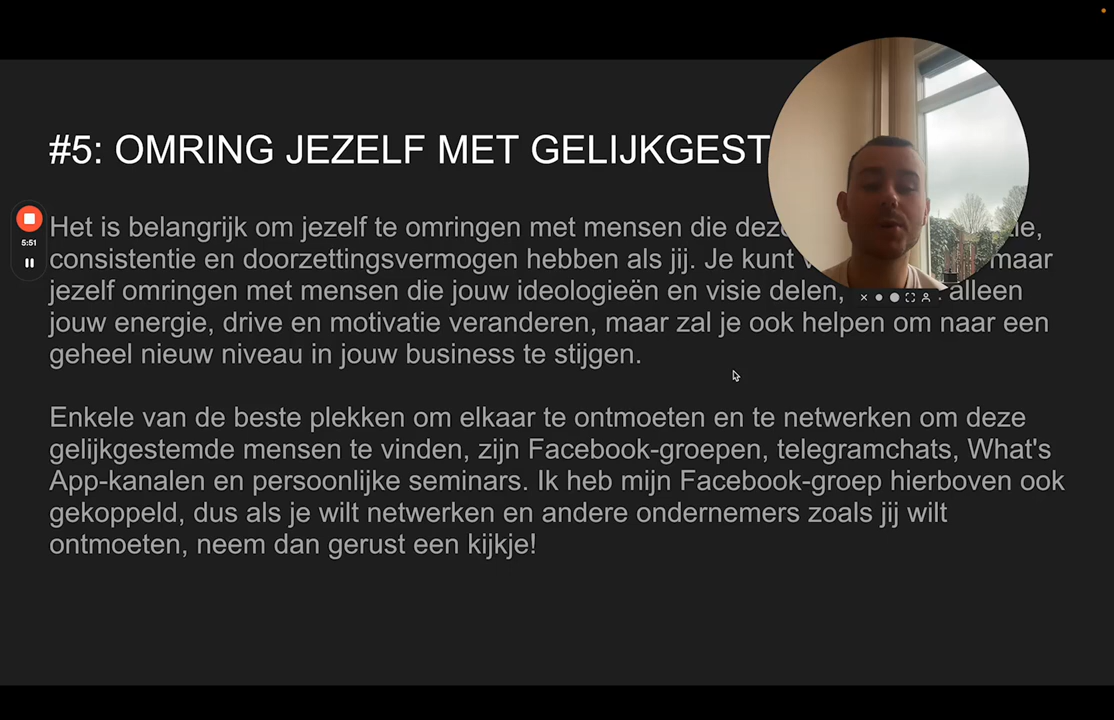 #5: OMRING JEZELF MET GELIJKGEST
Het is belangrijk om jezelf te omringen met mensen die
consistentie en doorzettingsvermogen hebben als jij. Je kunt maar
jezelf omringen met mensen die jouw ideologieën en visie delen, alleen
jouw energie, drive en motivatie veranderen, maar zal je ook helpen om naar een
geheel nieuw niveau in jouw business te stijgen.
Enkele van de beste plekken om elkaar te ontmoeten en te netwerken om deze
gelijkgestemde mensen te vinden, zijn Facebook-groepen, telegramchats, What's
App-kanalen en persoonlijke seminars. Ik heb mijn Facebook-groep hierboven ook
gekoppeld, dus als je wilt netwerken en andere ondernemers zoals jij wilt
ontmoeten, neem dan gerust een kijkje!
5:51